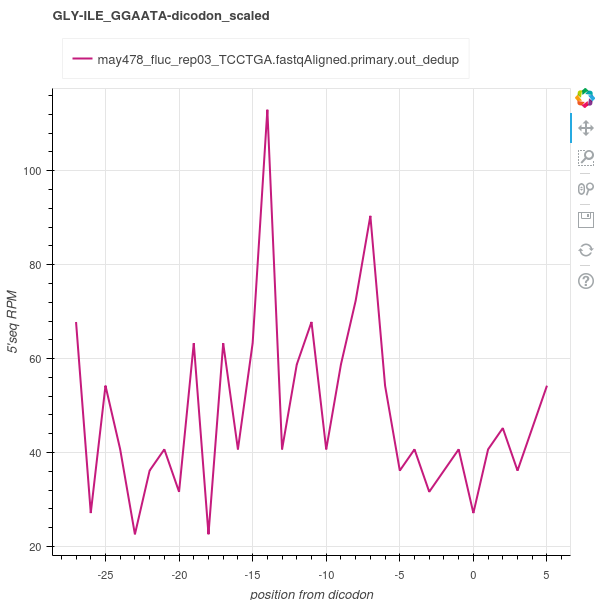 GLY-ILE_GGAATA-dicodon_scaled
may478_fluc_rep03_TCCTGA.fastqAligned.primary.out_dedup
100
80
60
40
20
5'seq RPM
-25 -20 -15 -10 -5 0 5
position from dicodon